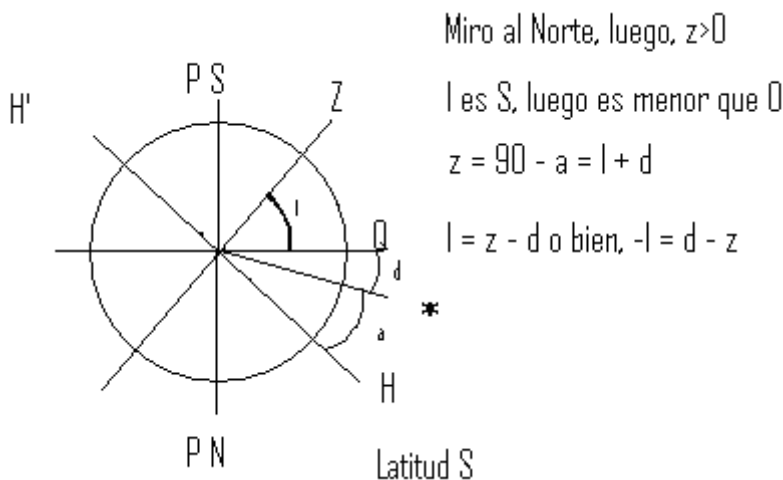 Miro al Norte, luego, z>0
P S
Z
H'
l es S, luego es menor que 0
z = 90 - a = l + d
l
Q
l = z - d o bien, -l = d - z
d
*
a
H
P N
Latitud S